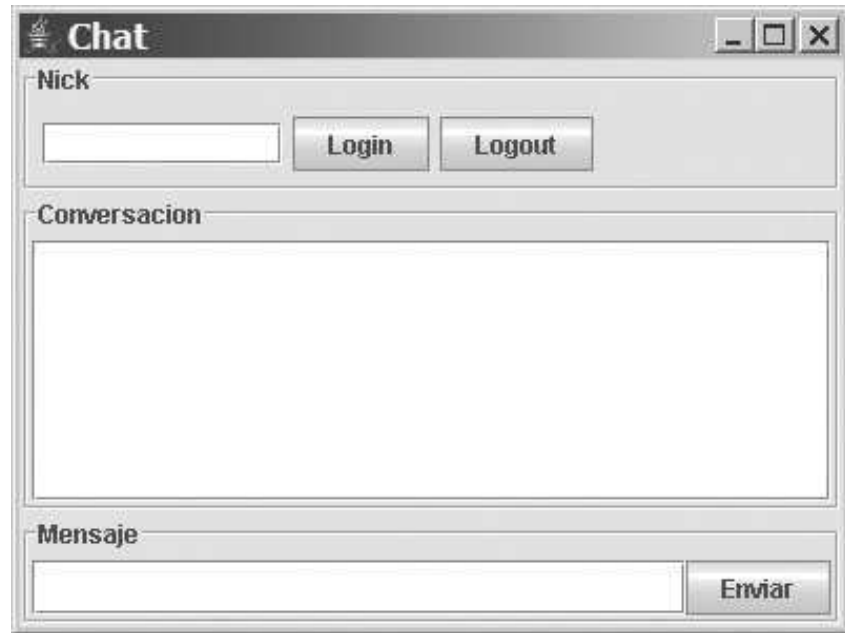 Chat
Nick
Login Logout
Conversacion
Mensaje
Enviar